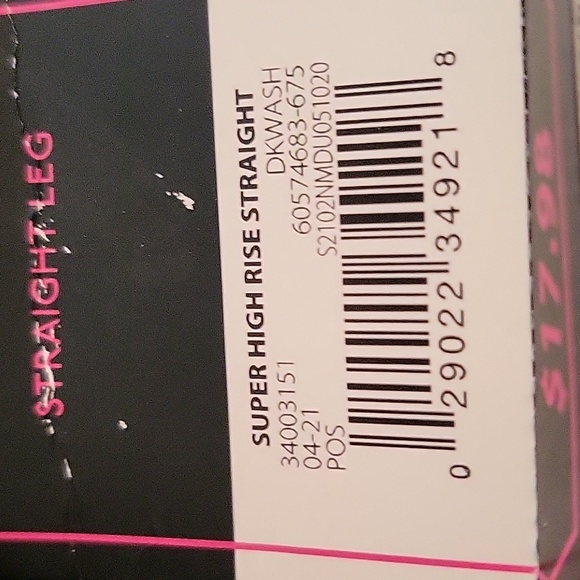 STRAIGHT LEG
SUPER HIGH RISE STRAIGHT
34003151 DKWASH
04-21 60574683-675
POS S2102NMDU051020
0 29022 34921 8
$17.98